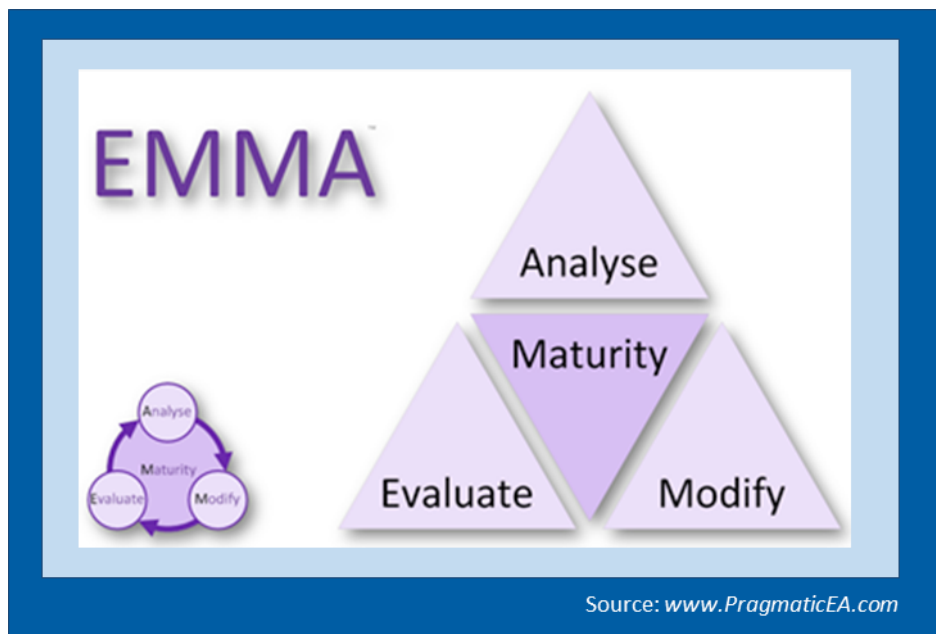 EMMA™
Analyse
Maturity
Evaluate
Modify
Analyse
Maturity
Evaluate
Modify
Source: www.PragmaticEA.com